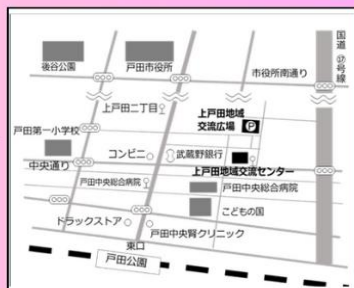 後谷公園
戸田市役所
国道⑰号線
市役所南通り
上戸田二丁目
上戸田地域
交流広場
P
戸田第一小学校
中央通り
コンビニ
武蔵野銀行
上戸田地域交流センター
戸田中央総合病院
戸田中央総合病院
こどもの国
ドラックストア
戸田中央腎クリニック
東口
戸田公園